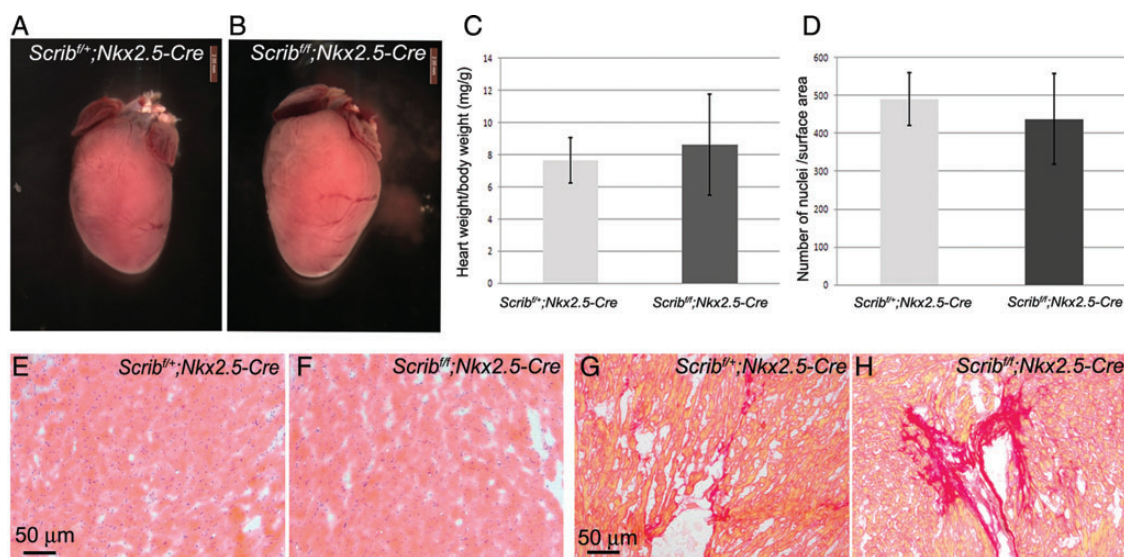 A
Scrib^f/+;Nkx2.5-Cre
B
Scrib^f/f;Nkx2.5-Cre
C
Heart weight/body weight (mg/g)
14
12
10
8
6
4
2
0
Scrib^f/+;Nkx2.5-Cre
Scrib^f/f;Nkx2.5-Cre
D
Number of nuclei /surface area
600
500
400
300
200
100
0
Scrib^f/+;Nkx2.5-Cre
Scrib^f/f;Nkx2.5-Cre
E
Scrib^f/+;Nkx2.5-Cre
50 μm
F
Scrib^f/f;Nkx2.5-Cre
G
Scrib^f/+;Nkx2.5-Cre
50 μm
H
Scrib^f/f;Nkx2.5-Cre